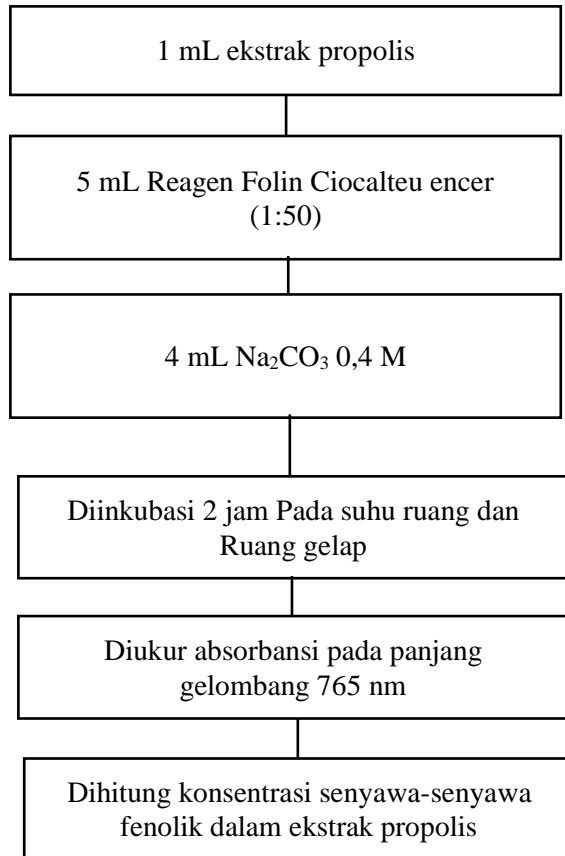 1 mL ekstrak propolis
5 mL Reagen Folin Ciocalteu encer
(1:50)
4 mL Na₂CO₃ 0,4 M
Diinkubasi 2 jam Pada suhu ruang dan
Ruang gelap
Diukur absorbansi pada panjang
gelombang 765 nm
Dihitung konsentrasi senyawa-senyawa
fenolik dalam ekstrak propolis